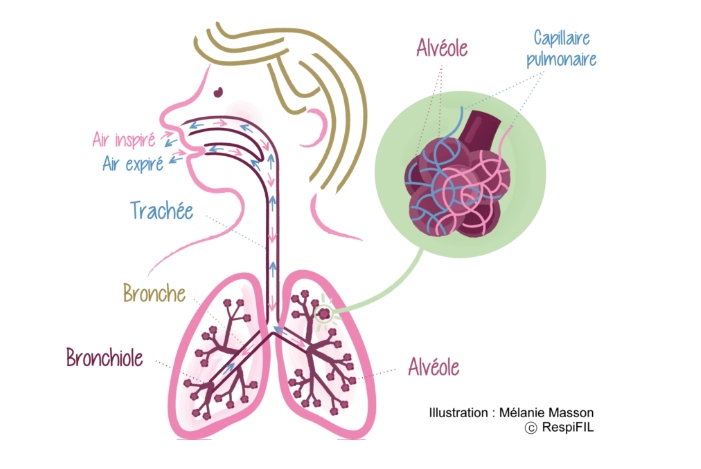 Alvéole
Capillaire
pulmonaire
Air inspiré
Air expiré
Trachée
Bronche
Bronchiole
Alvéole
Illustration : Mélanie Masson
© RespiFIL